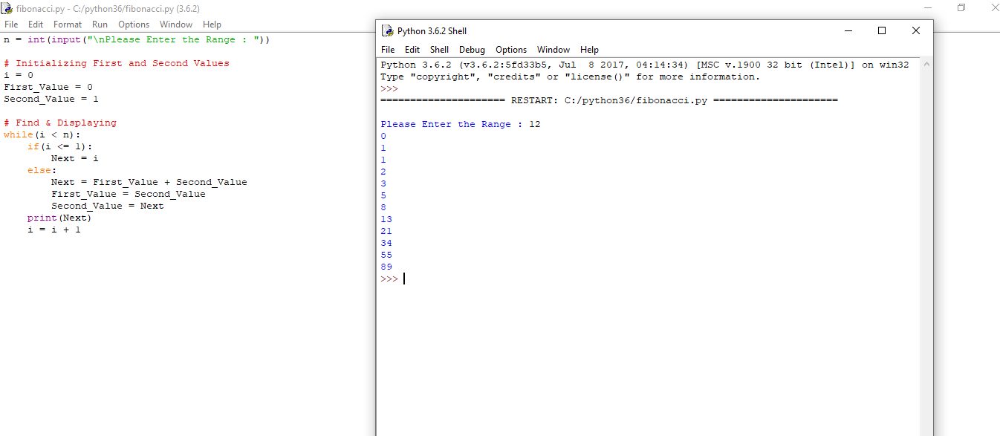 fibonacci.py - C:/python36/fibonacci.py (3.6.2)
File Edit Format Run Options Window Help
n = int(input("\nPlease Enter the Range : "))
# Initializing First and Second Values
i = 0
First_Value = 0
Second_Value = 1
# Find & Displaying
while(i < n):
    if(i <= 1):
        Next = i
    else:
        Next = First_Value + Second_Value
        First_Value = Second_Value
        Second_Value = Next
    print(Next)
    i = i + 1
Python 3.6.2 Shell
File Edit Shell Debug Options Window Help
Python 3.6.2 (v3.6.2:5fd33b5, Jul  8 2017, 04:14:34) [MSC v.1900 32 bit (Intel)] on win32
Type "copyright", "credits" or "license()" for more information.
>>>
===================== RESTART: C:/python36/fibonacci.py =====================
Please Enter the Range : 12
0
1
1
2
3
5
8
13
21
34
55
89
>>>